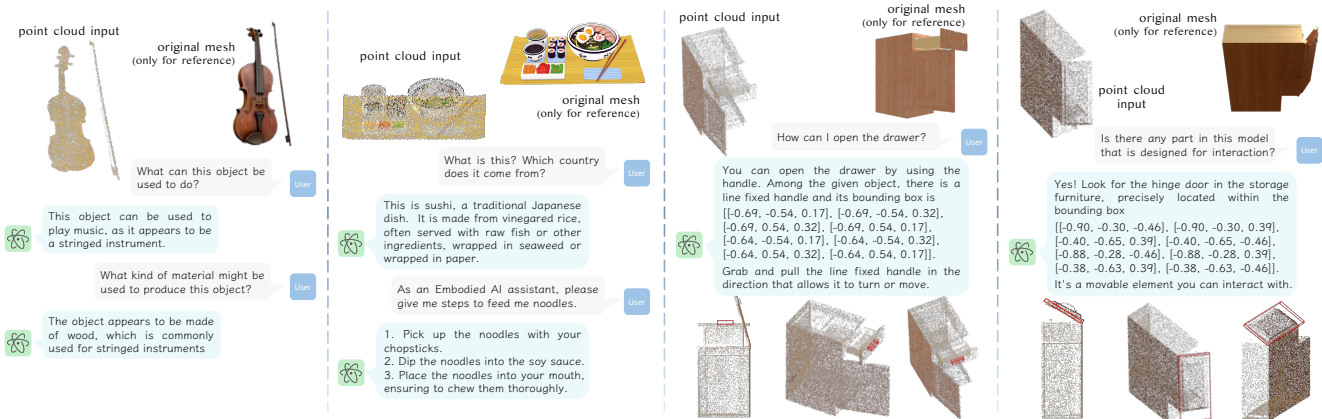 point cloud input
original mesh
(only for reference)
What can this object be
used to do?
User
This object can be used to
play music, as it appears to
be a stringed instrument.
What kind of material might be
used to produce this object?
User
The object appears to be made
of wood, which is commonly
used for stringed instruments
point cloud input
original mesh
(only for reference)
What is this? Which country
does it come from?
User
This is sushi, a traditional Japanese
dish. It is made from vinegared rice,
often served with raw fish or other
ingredients, wrapped in seaweed or
wrapped in paper.
As an Embodied AI assistant, please
give me steps to feed me noodles.
User
1. Pick up the noodles with your
chopsticks.
2. Dip the noodles into the soy sauce.
3. Place the noodles into your mouth,
ensuring to chew them thoroughly.
point cloud input
original mesh
(only for reference)
How can I open the drawer?
User
You can open the drawer by using the
handle. Among the given object, there is a
line fixed handle and its bounding box is
[[-0.69, -0.54, 0.17], [-0.69, -0.54, 0.32],
[-0.69, 0.54, 0.32], [-0.69, 0.54, 0.17],
[-0.64, -0.54, 0.17], [-0.64, -0.54, 0.32],
[-0.64, 0.54, 0.32], [-0.64, 0.54, 0.17]].
Grab and pull the line fixed handle in the
direction that allows it to turn or move.
original mesh
(only for reference)
point cloud
input
Is there any part in this model
that is designed for interaction?
User
Yes! Look for the hinge door in the storage
furniture, precisely located within the
bounding box
[[-0.90, -0.30, -0.46], [-0.90, -0.30, 0.39],
[-0.40, -0.65, 0.39], [-0.40, -0.65, -0.46],
[-0.88, -0.28, -0.46], [-0.88, -0.28, 0.39],
[-0.38, -0.63, 0.39], [-0.38, -0.63, -0.46]].
It's a movable element you can interact with.